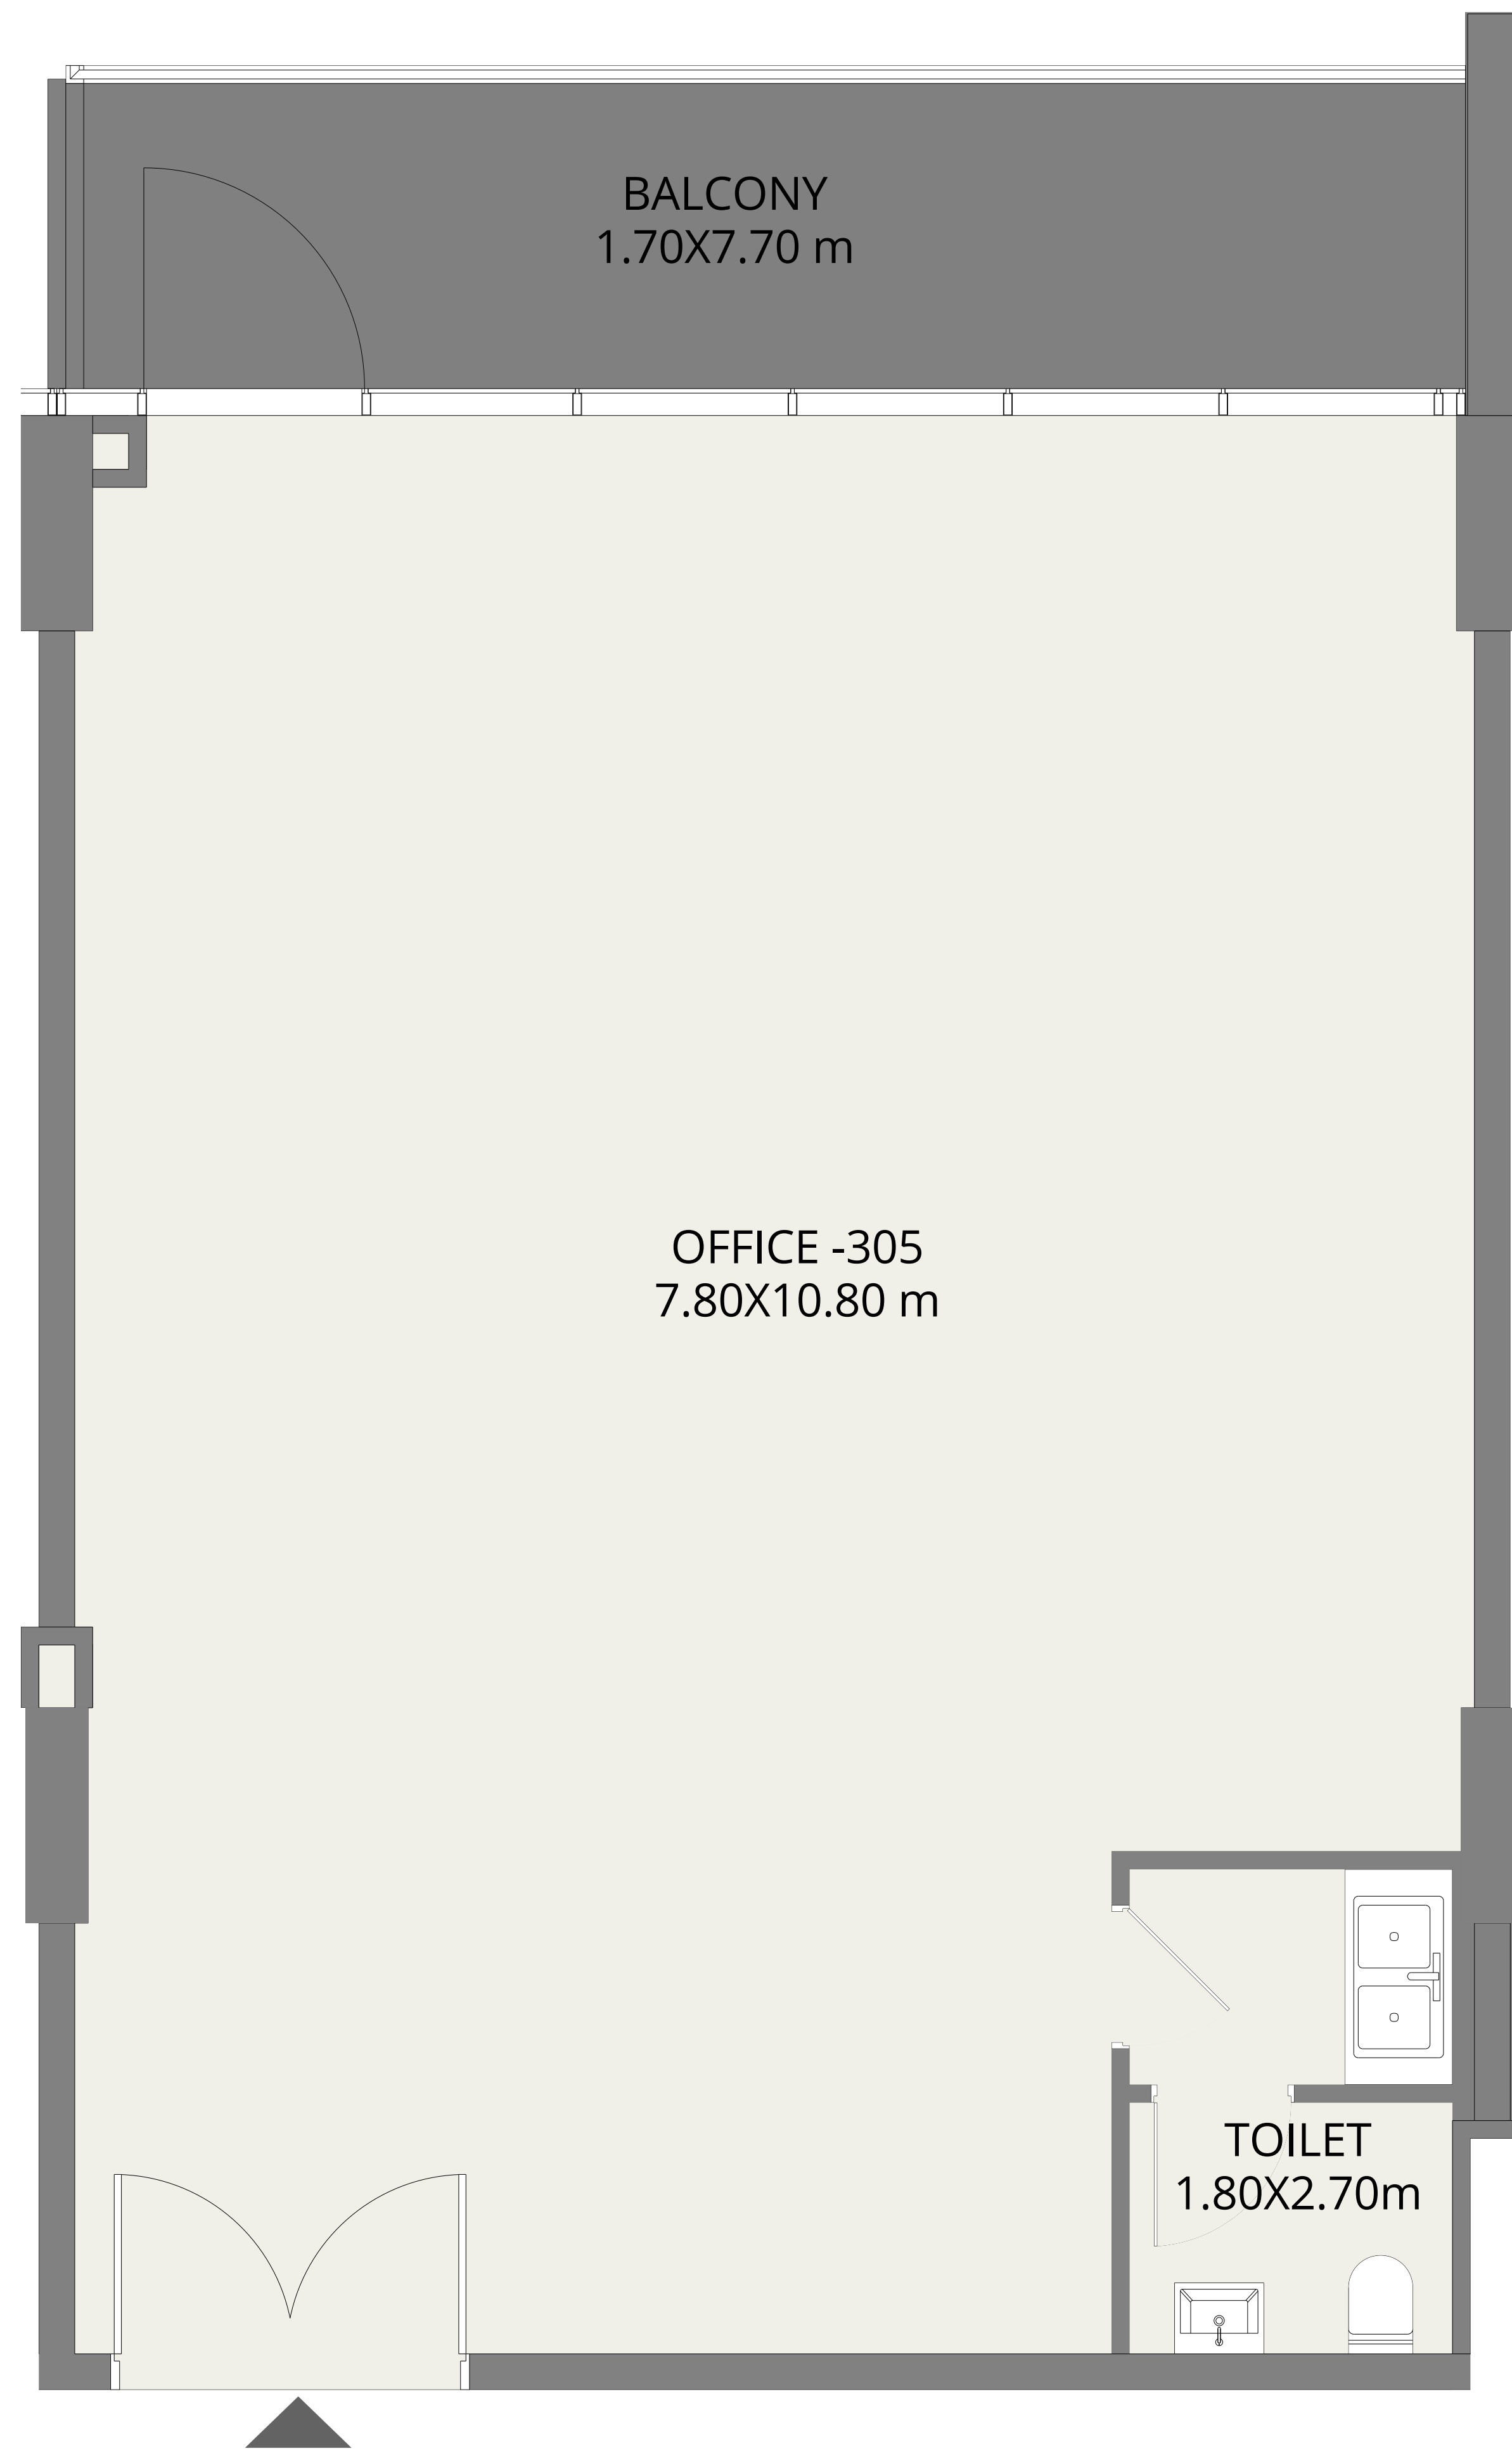 BALCONY
1.70X7.70 m
OFFICE -305
7.80X10.80 m
TOILET
1.80X2.70m